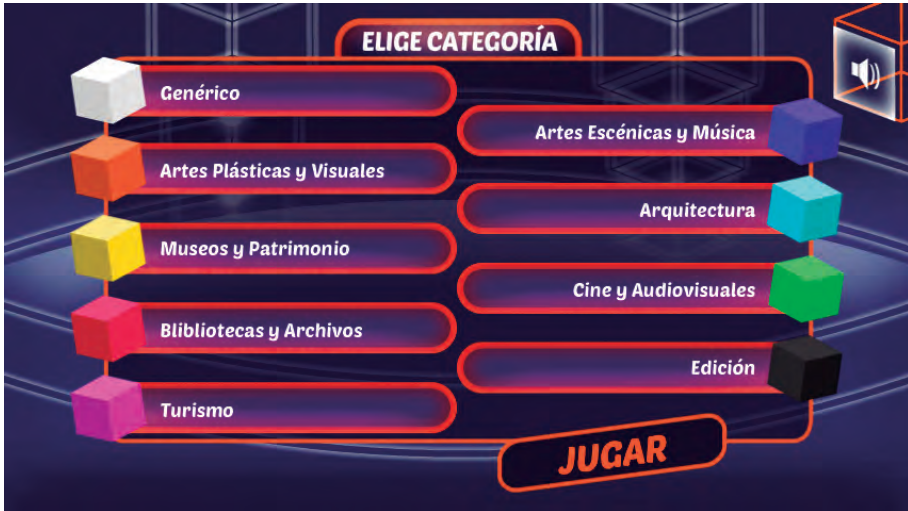 ELIGE CATEGORÍA
Genérico
Artes Escénicas y Música
Artes Plásticas y Visuales
Arquitectura
Museos y Patrimonio
Cine y Audiovisuales
Blibliotecas y Archivos
Edición
Turismo
JUGAR